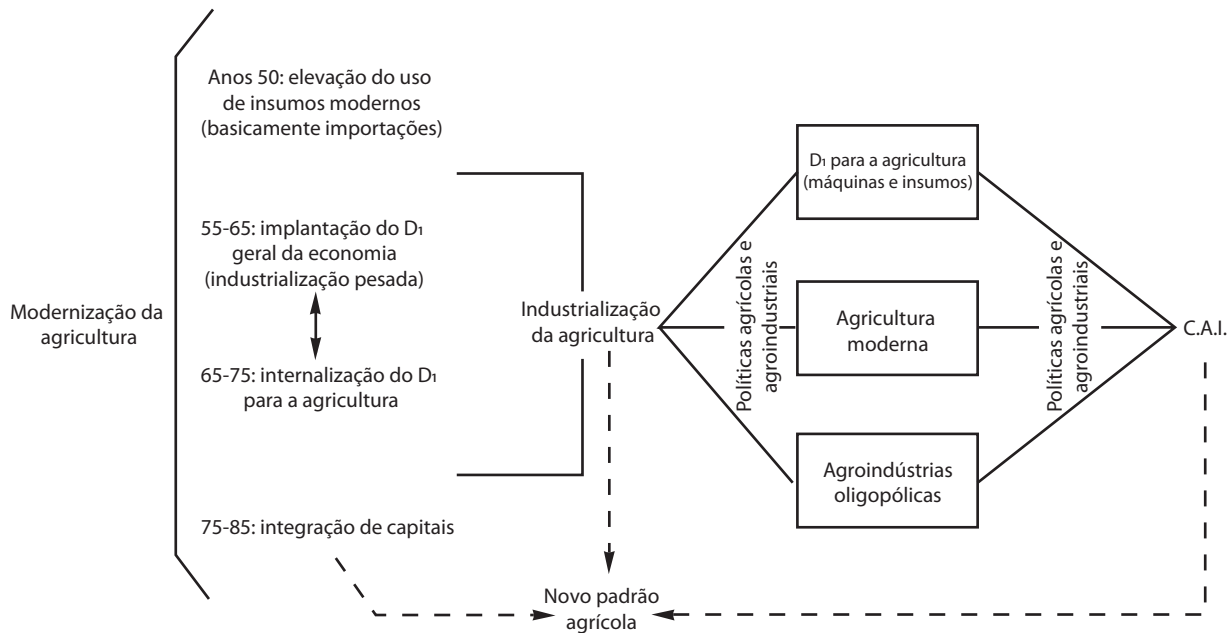 Modernização da
agricultura
Anos 50: elevação do uso
de insumos modernos
(basicamente importações)
55-65: implantação do D₁
geral da economia
(industrialização pesada)
65-75: internalização do D₁
para a agricultura
75-85: integração de capitais
Industrialização
da agricultura
Políticas agrícolas e
agroindustriais
D₁ para a agricultura
(máquinas e insumos)
Agricultura
moderna
Agroindústrias
oligopólicas
Políticas agrícolas e
agroindustriais
C.A.I.
Novo padrão
agrícola